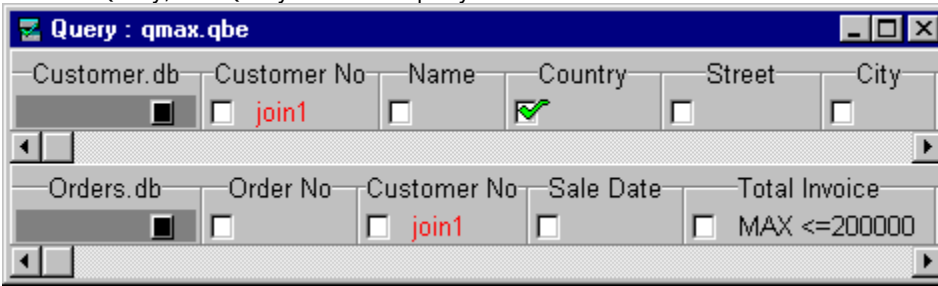 Query : qmax.qbe
Customer.db Customer No Name Country Street City
join1
Orders.db Order No Customer No Sale Date Total Invoice
join1 MAX <=200000